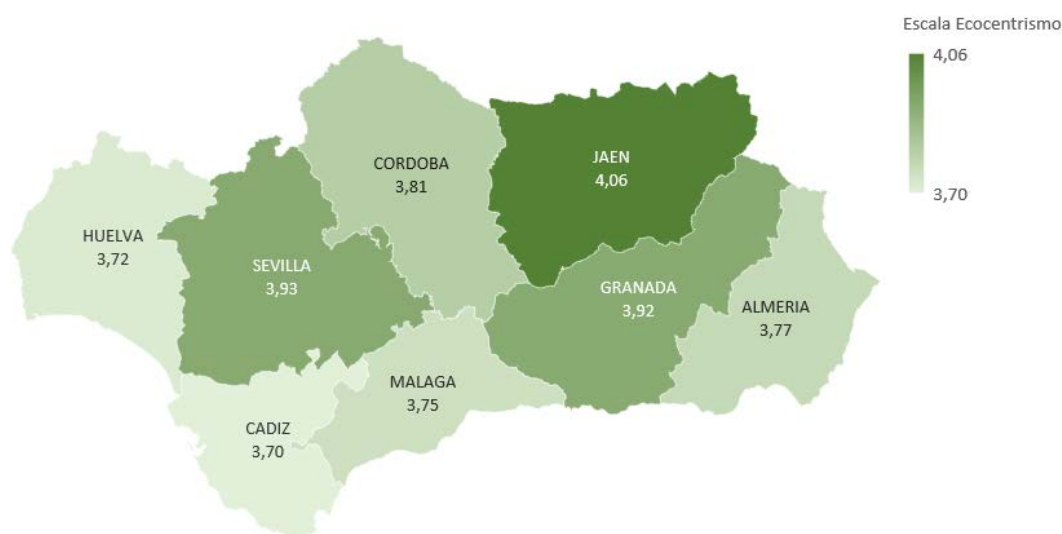 Escala Ecocentrismo
4,06
3,70
JAEN
4,06
CORDOBA
3,81
HUELVA
3,72
SEVILLA
3,93
GRANADA
3,92
ALMERIA
3,77
MALAGA
3,75
CADIZ
3,70